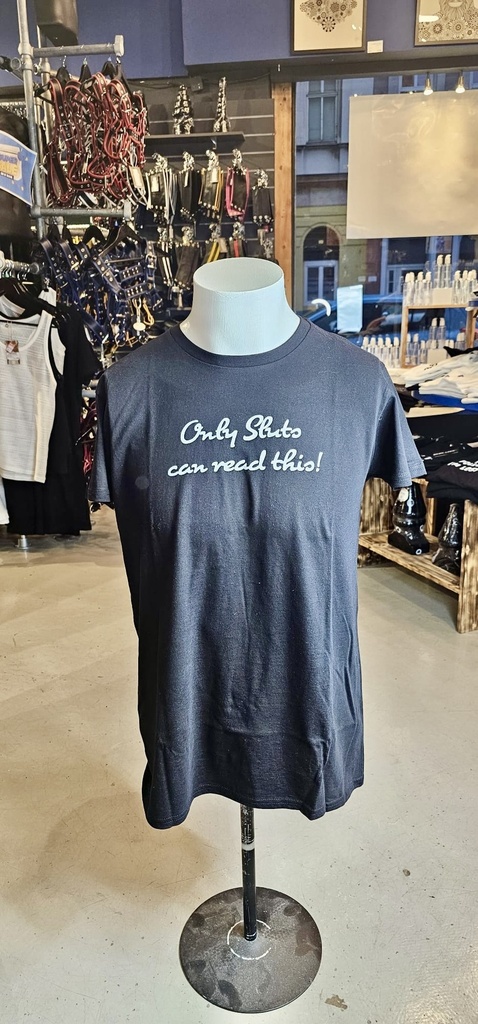 Only Sluts
can read this!